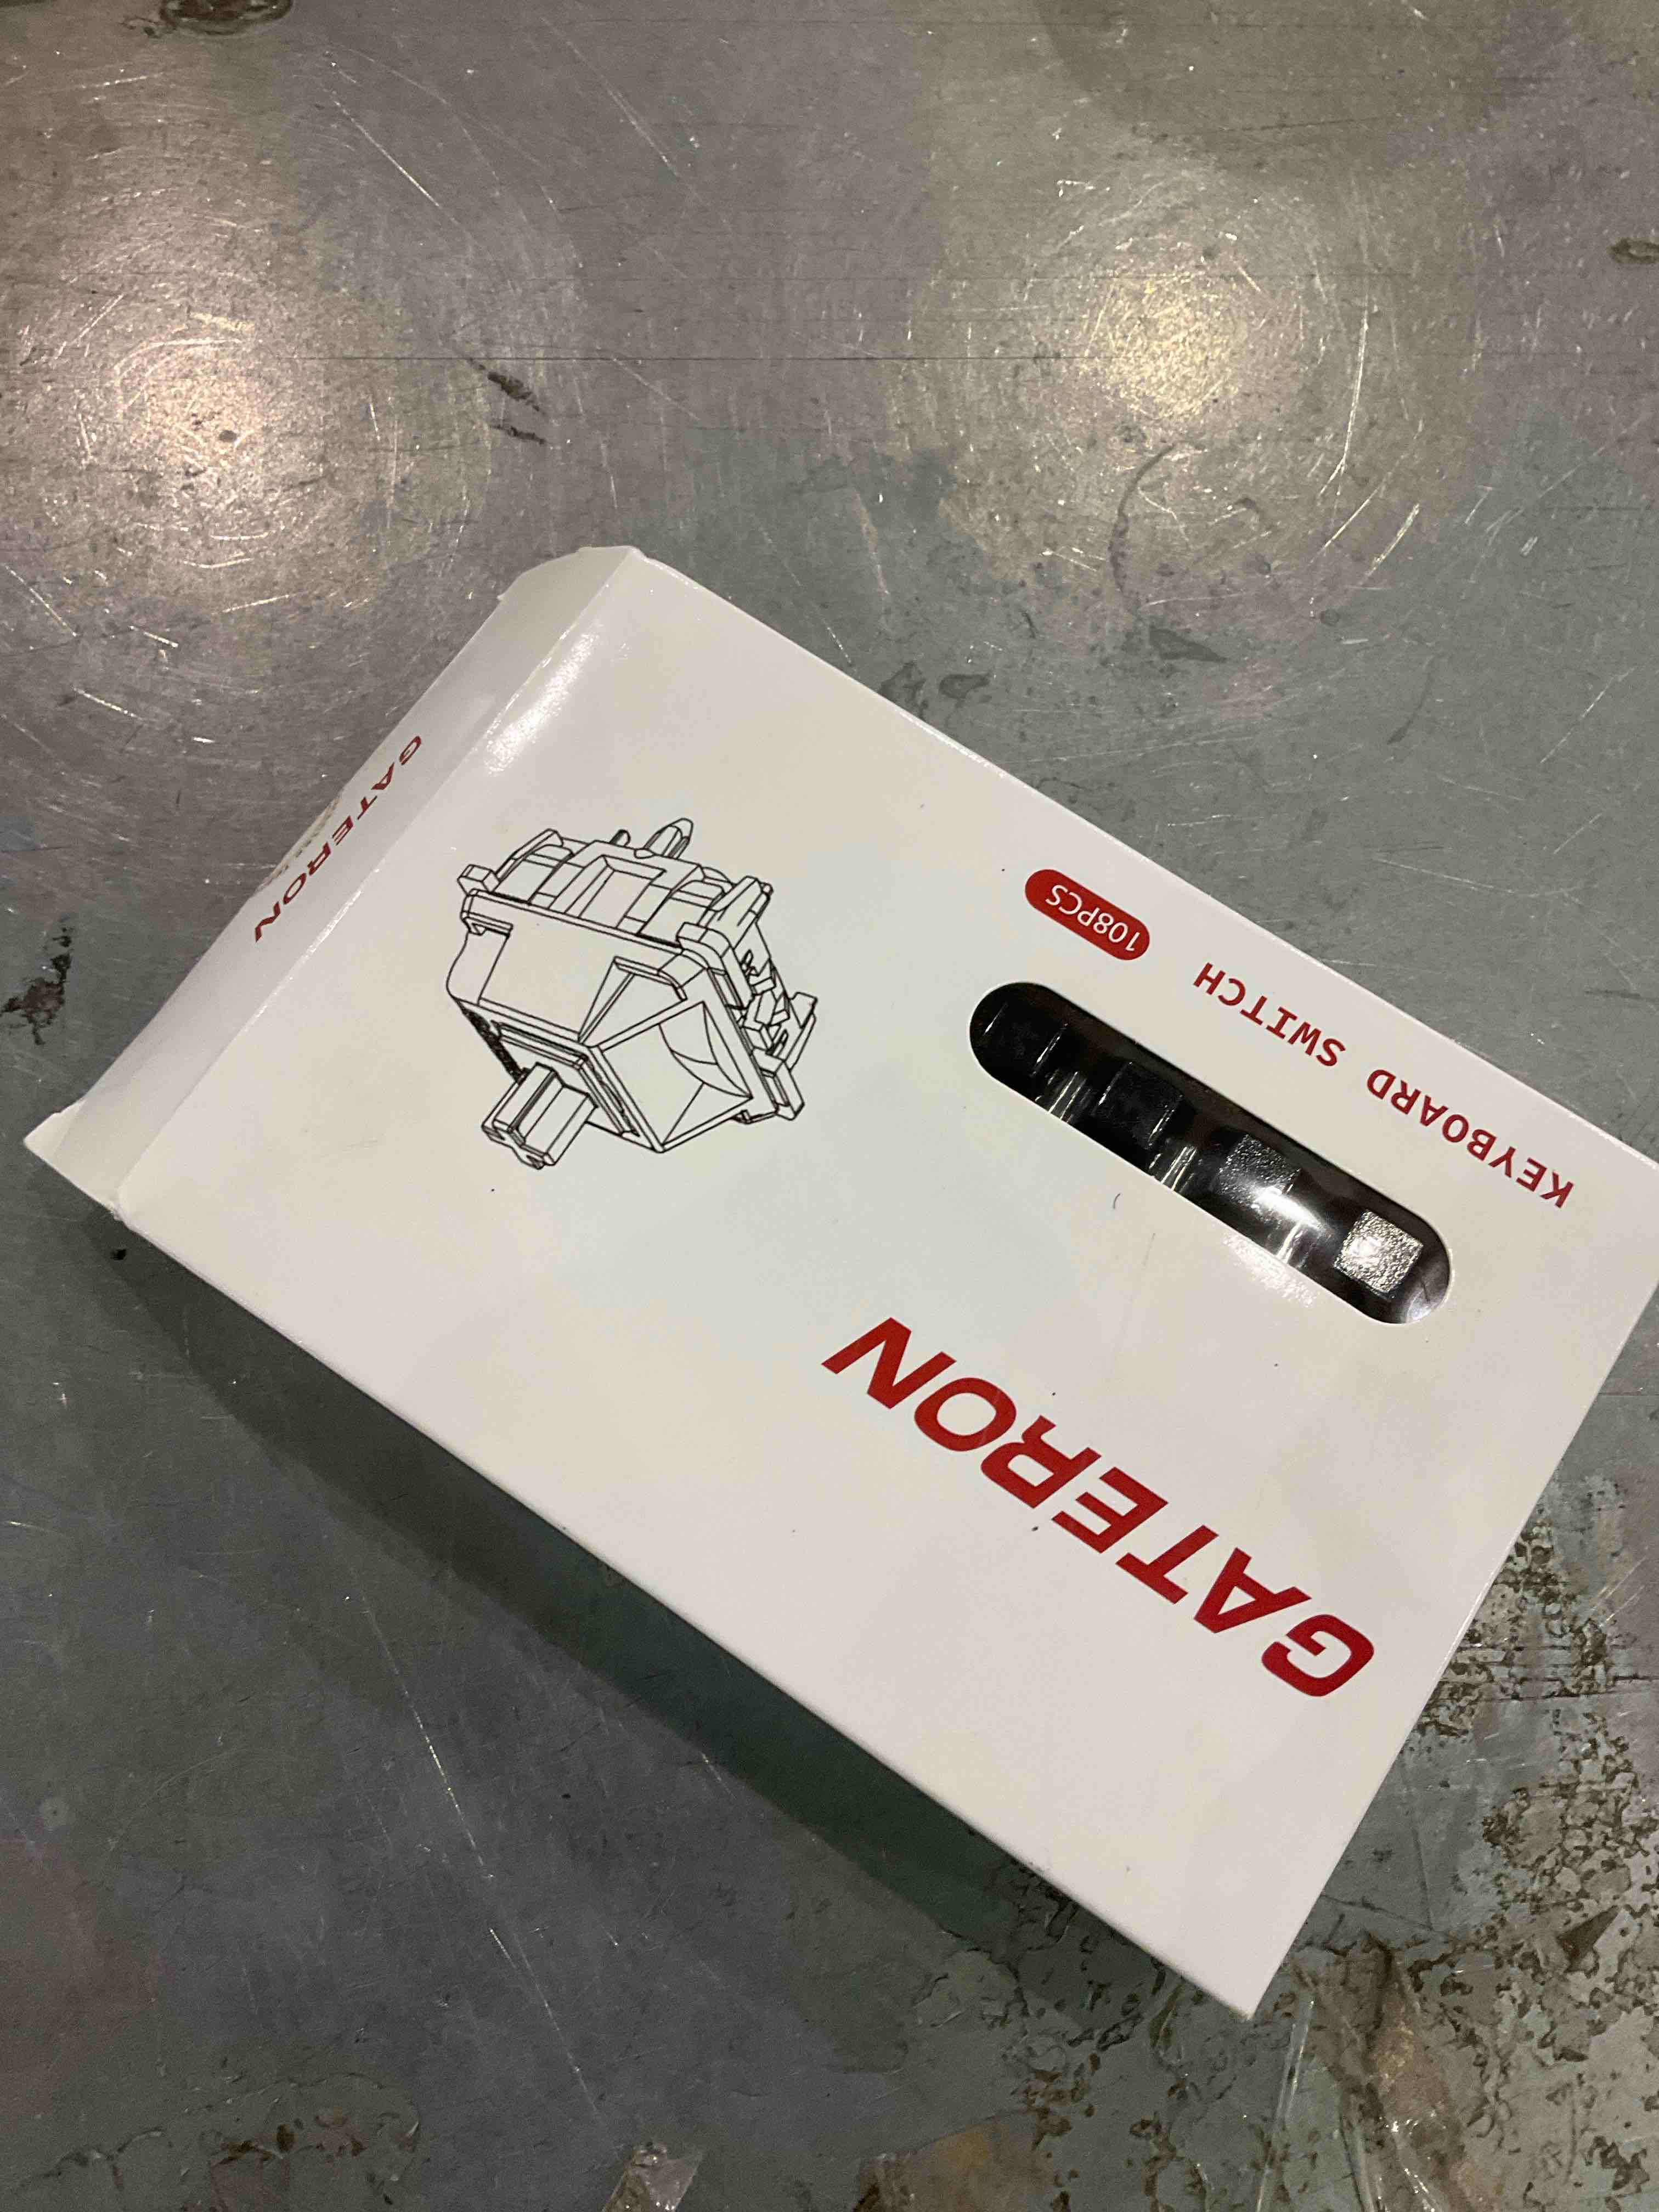 GATERON
KEYBOARD SWITCH
108PCS
GATERON